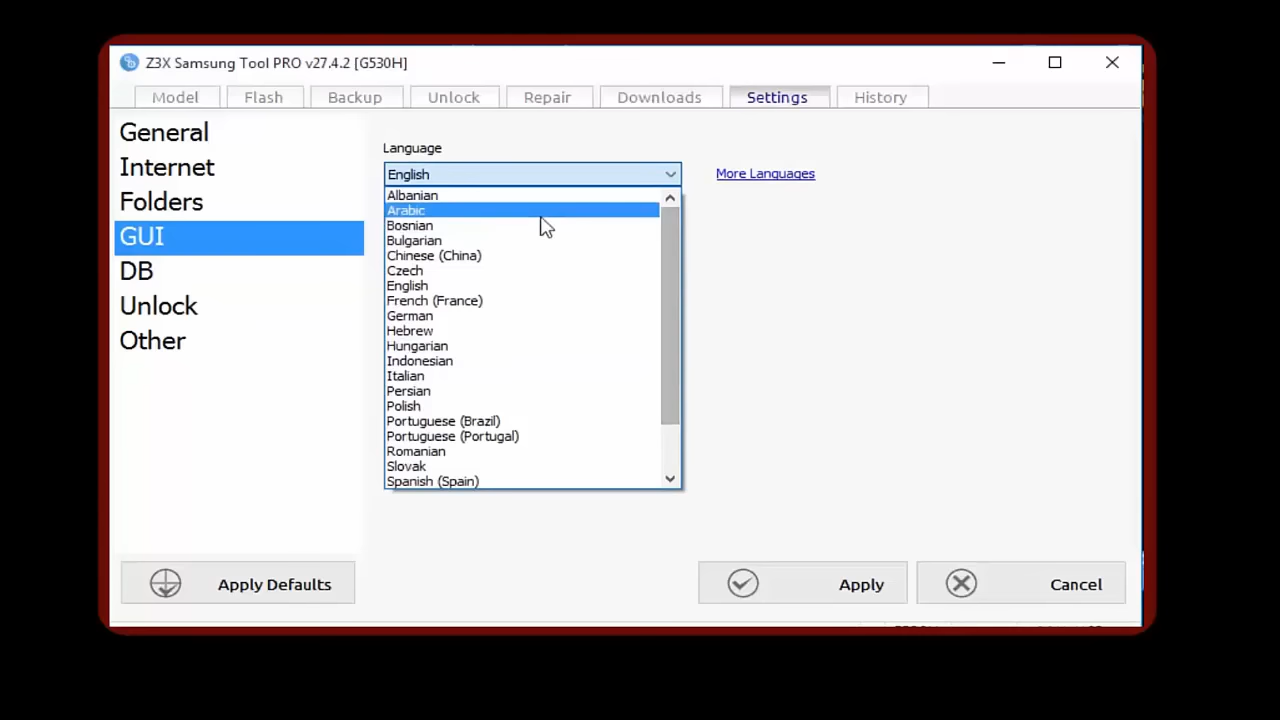 Z3X Samsung Tool PRO v27.4.2 [G530H]
Model Flash Backup Unlock Repair Downloads Settings History
General
Internet
Folders
GUI
DB
Unlock
Other
Language
English
More Languages
Albanian
Arabic
Bosnian
Bulgarian
Chinese (China)
Czech
English
French (France)
German
Hebrew
Hungarian
Indonesian
Italian
Persian
Polish
Portuguese (Brazil)
Portuguese (Portugal)
Romanian
Slovak
Spanish (Spain)
Apply Defaults Apply Cancel